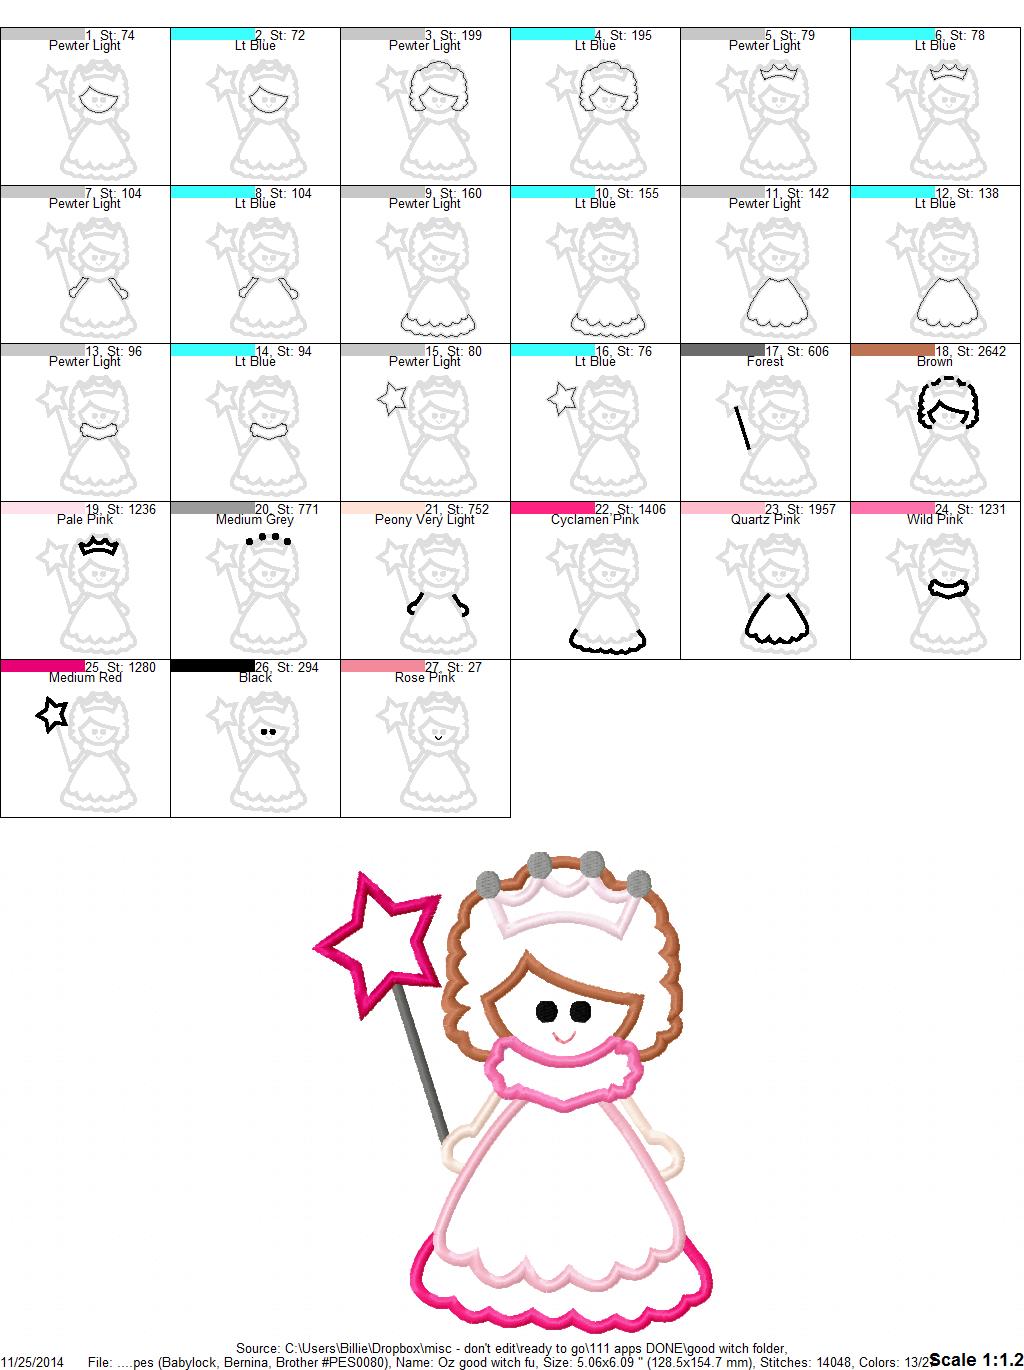 1, St: 74
Pewter Light
2, St: 72
Lt Blue
3, St: 199
Pewter Light
4, St: 195
Lt Blue
5, St: 79
Pewter Light
6, St: 78
Lt Blue
7, St: 104
Pewter Light
8, St: 104
Lt Blue
9, St: 160
Pewter Light
10, St: 155
Lt Blue
11, St: 142
Pewter Light
12, St: 138
Lt Blue
13, St: 96
Pewter Light
14, St: 94
Lt Blue
15, St: 80
Pewter Light
16, St: 76
Lt Blue
17, St: 606
Forest
18, St: 2642
Brown
19, St: 1236
Pale Pink
20, St: 771
Medium Grey
21, St: 752
Peony Very Light
22, St: 1406
Cyclamen Pink
23, St: 1957
Quartz Pink
24, St: 1231
Wild Pink
25, St: 1280
Medium Red
26, St: 294
Black
27, St: 27
Rose Pink
Source: C:\Users\Billie\Dropbox\misc - don't edit\ready to go\111 apps DONE\good witch folder,
11/25/2014 File: ....pes (Babylock, Bernina, Brother #PES0080), Name: Oz good witch fu, Size: 5.06x6.09 " (128.5x154.7 mm), Stitches: 14048, Colors: 13/2 Scale 1:1.2